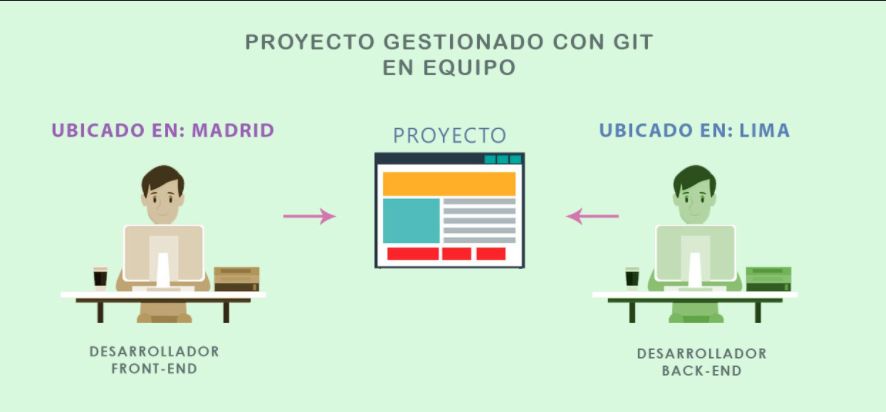 PROYECTO GESTIONADO CON GIT
EN EQUIPO
UBICADO EN: MADRID
PROYECTO
UBICADO EN: LIMA
DESARROLLADOR
FRONT-END
DESARROLLADOR
BACK-END